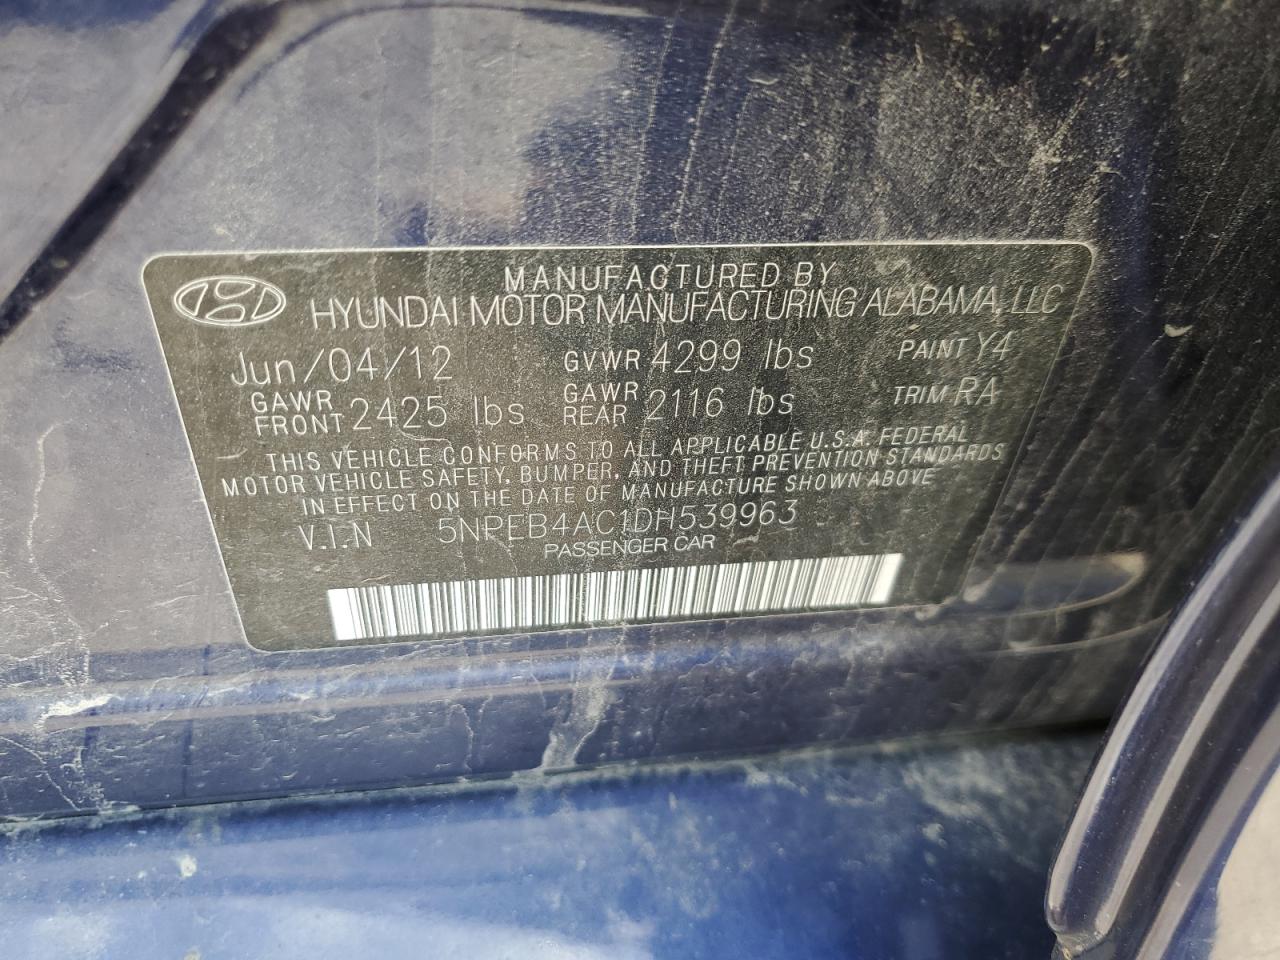 MANUFACTURED BY
HYUNDAI MOTOR MANUFACTURING ALABAMA, LLC
Jun/04/12 GVWR 4299 lbs PAINT Y4
GAWR FRONT 2425 lbs GAWR REAR 2116 lbs TRIM RA
THIS VEHICLE CONFORMS TO ALL APPLICABLE U.S.A. FEDERAL
MOTOR VEHICLE SAFETY, BUMPER, AND THEFT PREVENTION STANDARDS
IN EFFECT ON THE DATE OF MANUFACTURE SHOWN ABOVE
V.I.N 5NPEB4AC1DH539963
PASSENGER CAR